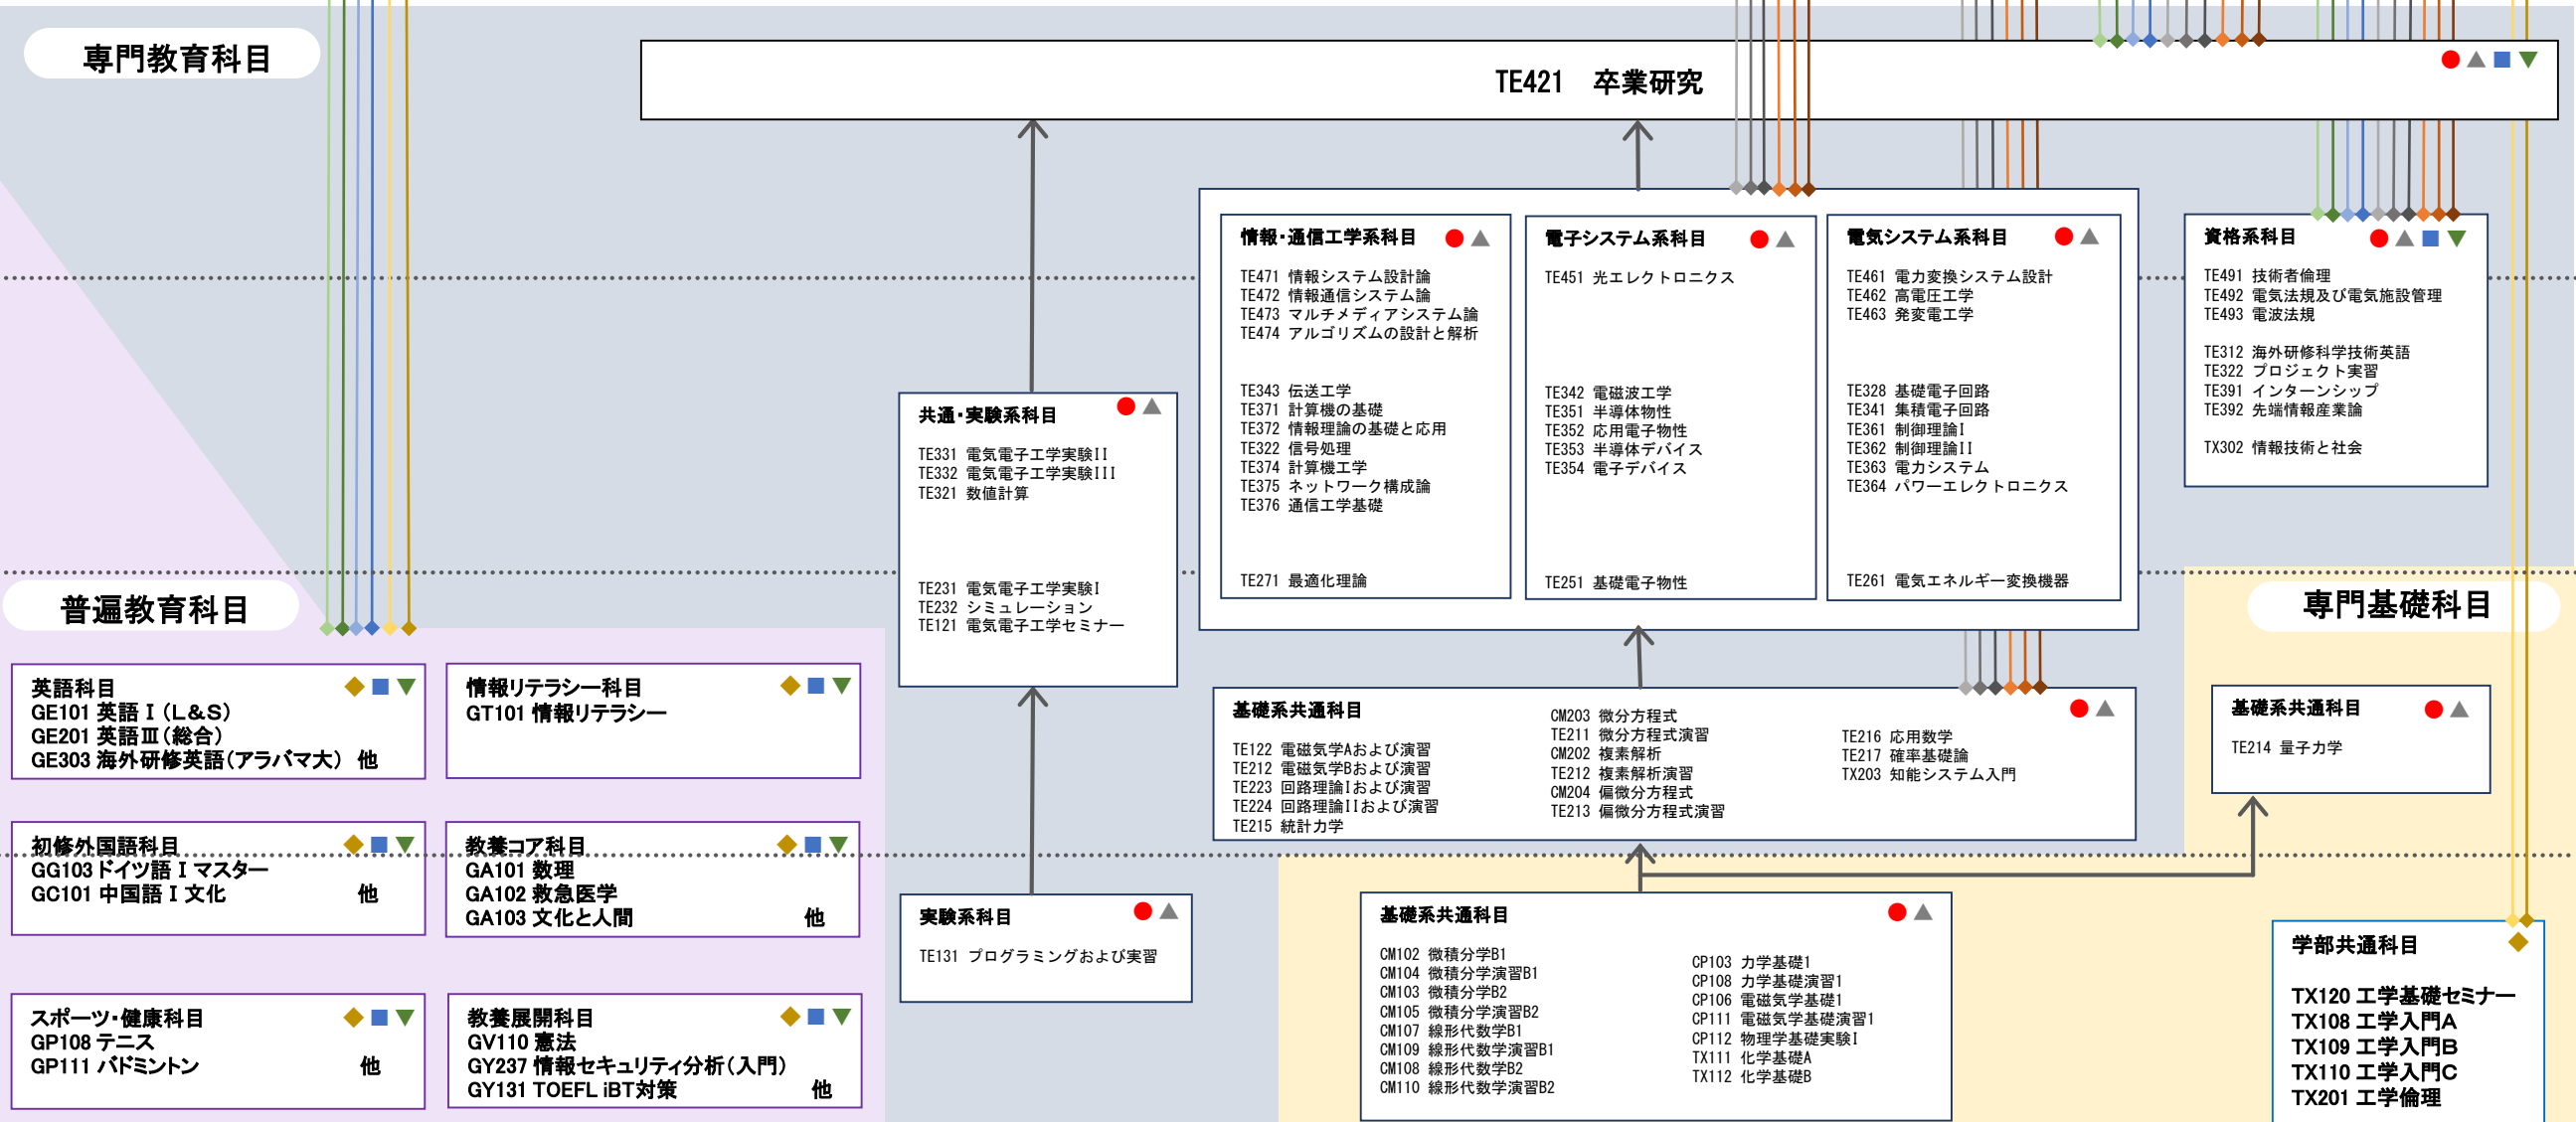 専門教育科目
TE421　卒業研究
情報・通信工学系科目
TE471 情報システム設計論
TE472 情報通信システム論
TE473 マルチメディアシステム論
TE474 アルゴリズムの設計と解析
TE343 伝送工学
TE371 計算機の基礎
TE372 情報理論の基礎と応用
TE322 信号処理
TE374 計算機工学
TE375 ネットワーク構成論
TE376 通信工学基礎
TE271 最適化理論
電子システム系科目
TE451 光エレクトロニクス
TE342 電磁波工学
TE351 半導体物性
TE352 応用電子物性
TE353 半導体デバイス
TE354 電子デバイス
TE251 基礎電子物性
電気システム系科目
TE461 電力変換システム設計
TE462 高電圧工学
TE463 発変電工学
TE328 基礎電子回路
TE341 集積電子回路
TE361 制御理論I
TE362 制御理論II
TE363 電力システム
TE364 パワーエレクトロニクス
TE261 電気エネルギー変換機器
資格系科目
TE491 技術者倫理
TE492 電気法規及び電気施設管理
TE493 電波法規
TE312 海外研修科学技術英語
TE322 プロジェクト実習
TE391 インターンシップ
TE392 先端情報産業論
TX302 情報技術と社会
共通・実験系科目
TE331 電気電子工学実験II
TE332 電気電子工学実験III
TE321 数値計算
TE231 電気電子工学実験I
TE232 シミュレーション
TE121 電気電子工学セミナー
普遍教育科目
専門基礎科目
英語科目
GE101 英語Ⅰ（L&S）
GE201 英語Ⅲ（総合）
GE303 海外研修英語（アラバマ大） 他
情報リテラシー科目
GT101 情報リテラシー
初修外国語科目
GG103 ドイツ語Ⅰマスター
GC101 中国語Ⅰ文化 他
教養コア科目
GA101 数理
GA102 救急医学
GA103 文化と人間 他
スポーツ・健康科目
GP108 テニス
GP111 バドミントン 他
教養展開科目
GV110 憲法
GY237 情報セキュリティ分析（入門）
GY131 TOEFL iBT対策 他
基礎系共通科目
TE122 電磁気学Aおよび演習
TE212 電磁気学Bおよび演習
TE223 回路理論Iおよび演習
TE224 回路理論IIおよび演習
TE215 統計力学
CM203 微分方程式
TE211 微分方程式演習
CM202 複素解析
TE212 複素解析演習
CM204 偏微分方程式
TE213 偏微分方程式演習
TE216 応用数学
TE217 確率基礎論
TX203 知能システム入門
基礎系共通科目
TE214 量子力学
実験系科目
TE131 プログラミングおよび実習
基礎系共通科目
CM102 微積分学B1
CM104 微積分学演習B1
CM103 微積分学B2
CM105 微積分学演習B2
CM107 線形代数学B1
CM109 線形代数学演習B1
CM108 線形代数学B2
CM110 線形代数学演習B2
CP103 力学基礎1
CP108 力学基礎演習1
CP106 電磁気学基礎1
CP111 電磁気学基礎演習1
CP112 物理学基礎実験I
TX111 化学基礎A
TX112 化学基礎B
学部共通科目
TX120 工学基礎セミナー
TX108 工学入門A
TX109 工学入門B
TX110 工学入門C
TX201 工学倫理